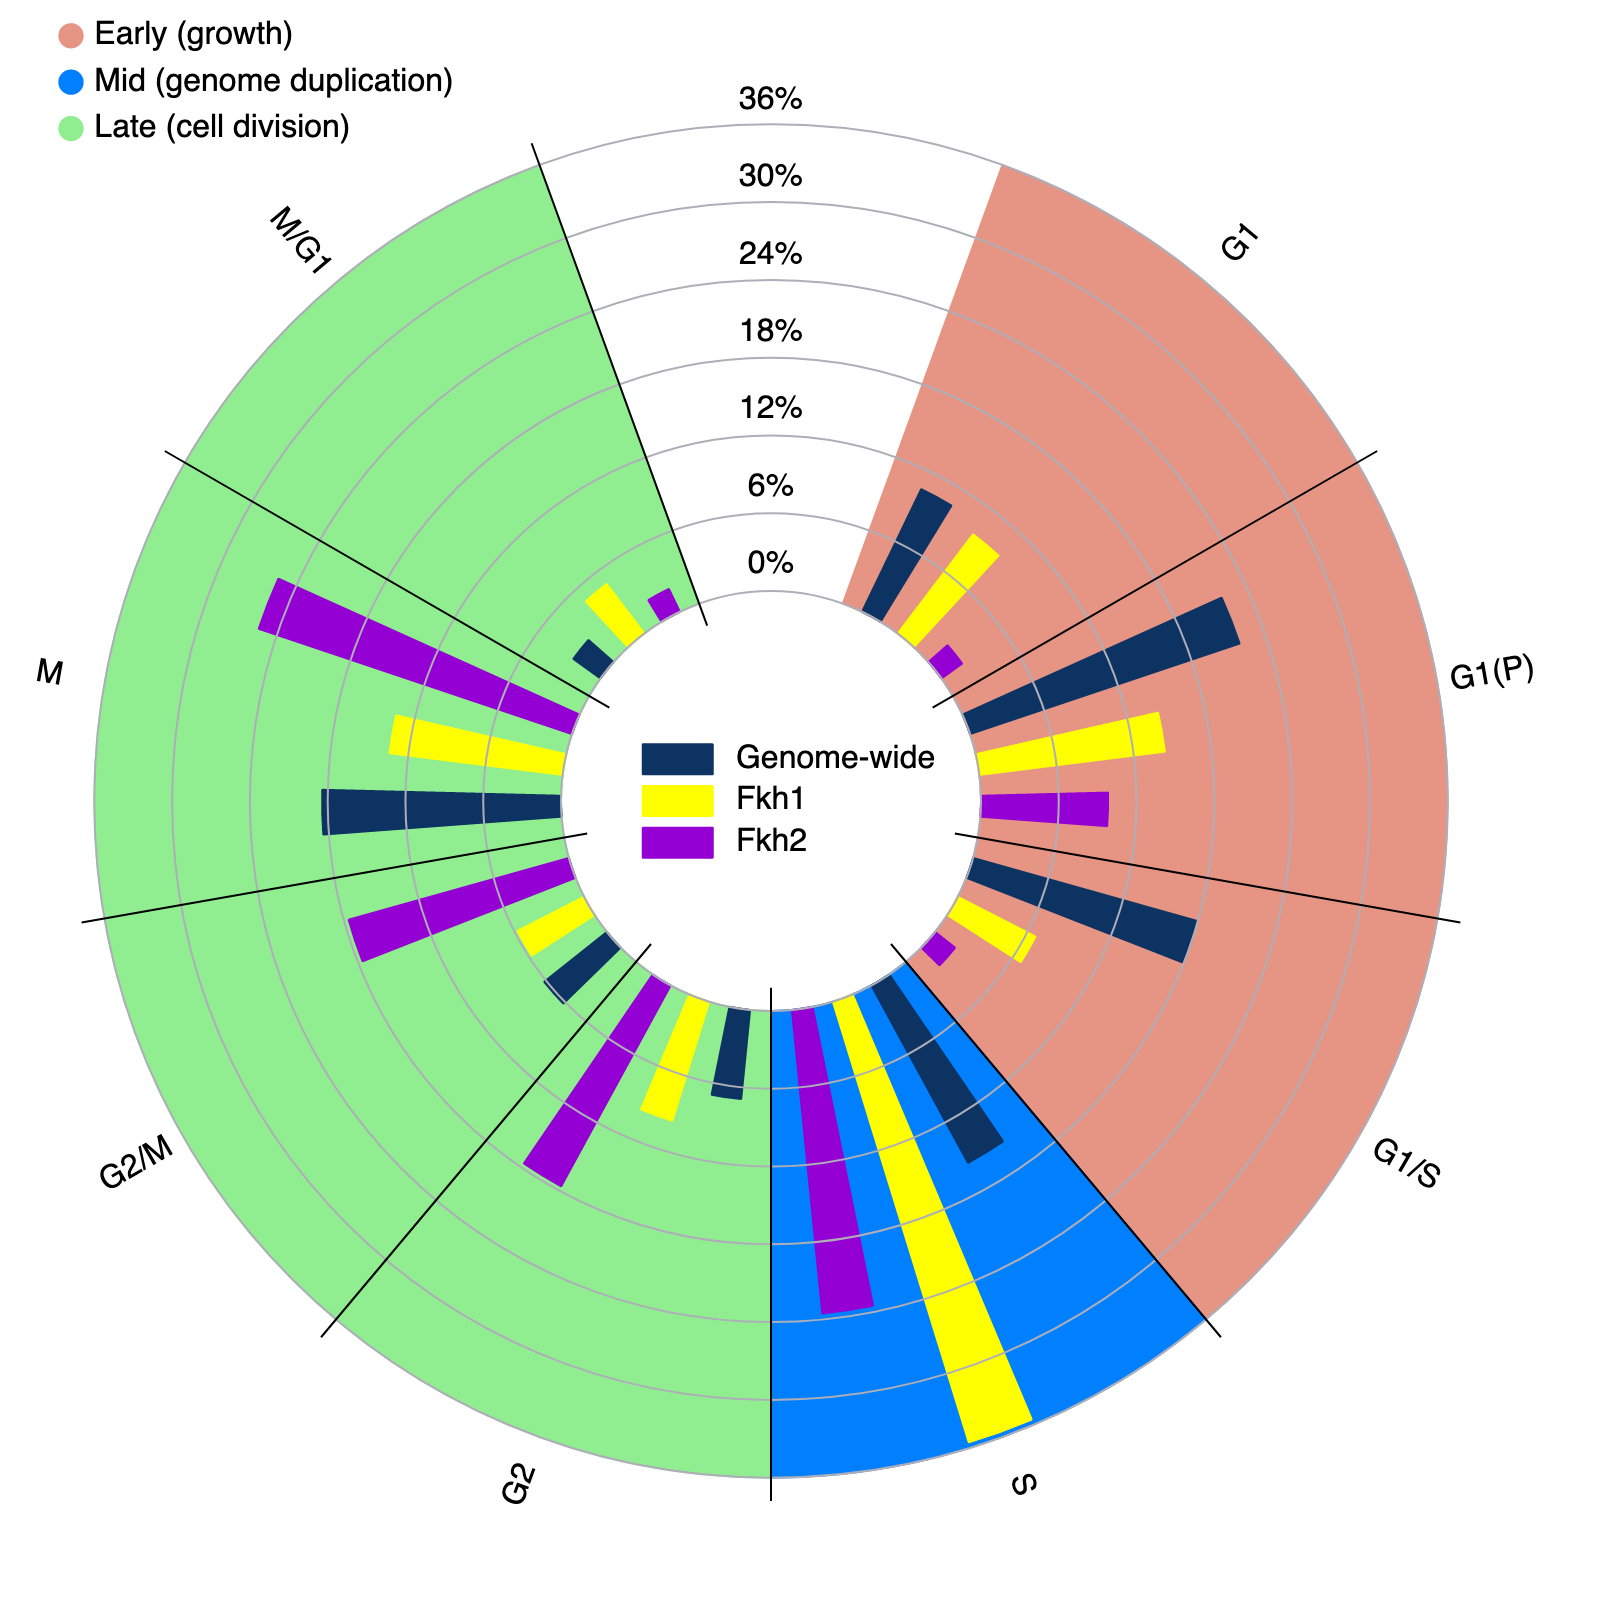 Early (growth)
Mid (genome duplication)
Late (cell division)
36%
30%
24%
18%
12%
6%
0%
G1
G1(P)
G1/S
S
G2
G2/M
M
M/G1
Genome-wide
Fkh1
Fkh2